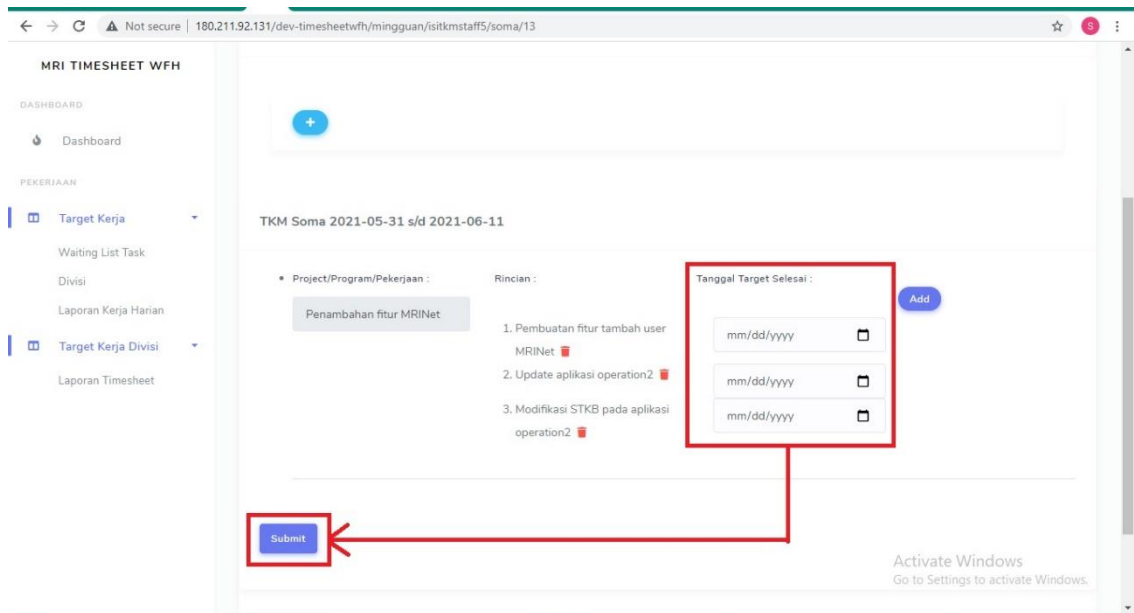 Not secure | 180.211.92.131/dev-timesheetwfh/mingguan/isitkmstaff5/soma/13
S
MRI TIMESHEET WFH
DASHBOARD
Dashboard
PEKERJAAN
Target Kerja
Waiting List Task
Divisi
Laporan Kerja Harian
Target Kerja Divisi
Laporan Timesheet
+
TKM Soma 2021-05-31 s/d 2021-06-11
• Project/Program/Pekerjaan :
Penambahan fitur MRINet
Rincian :
1. Pembuatan fitur tambah user
MRINet
2. Update aplikasi operation2
3. Modifikasi STKB pada aplikasi
operation2
Tanggal Target Selesai :
mm/dd/yyyy
mm/dd/yyyy
mm/dd/yyyy
Add
Submit
Activate Windows
Go to Settings to activate Windows.